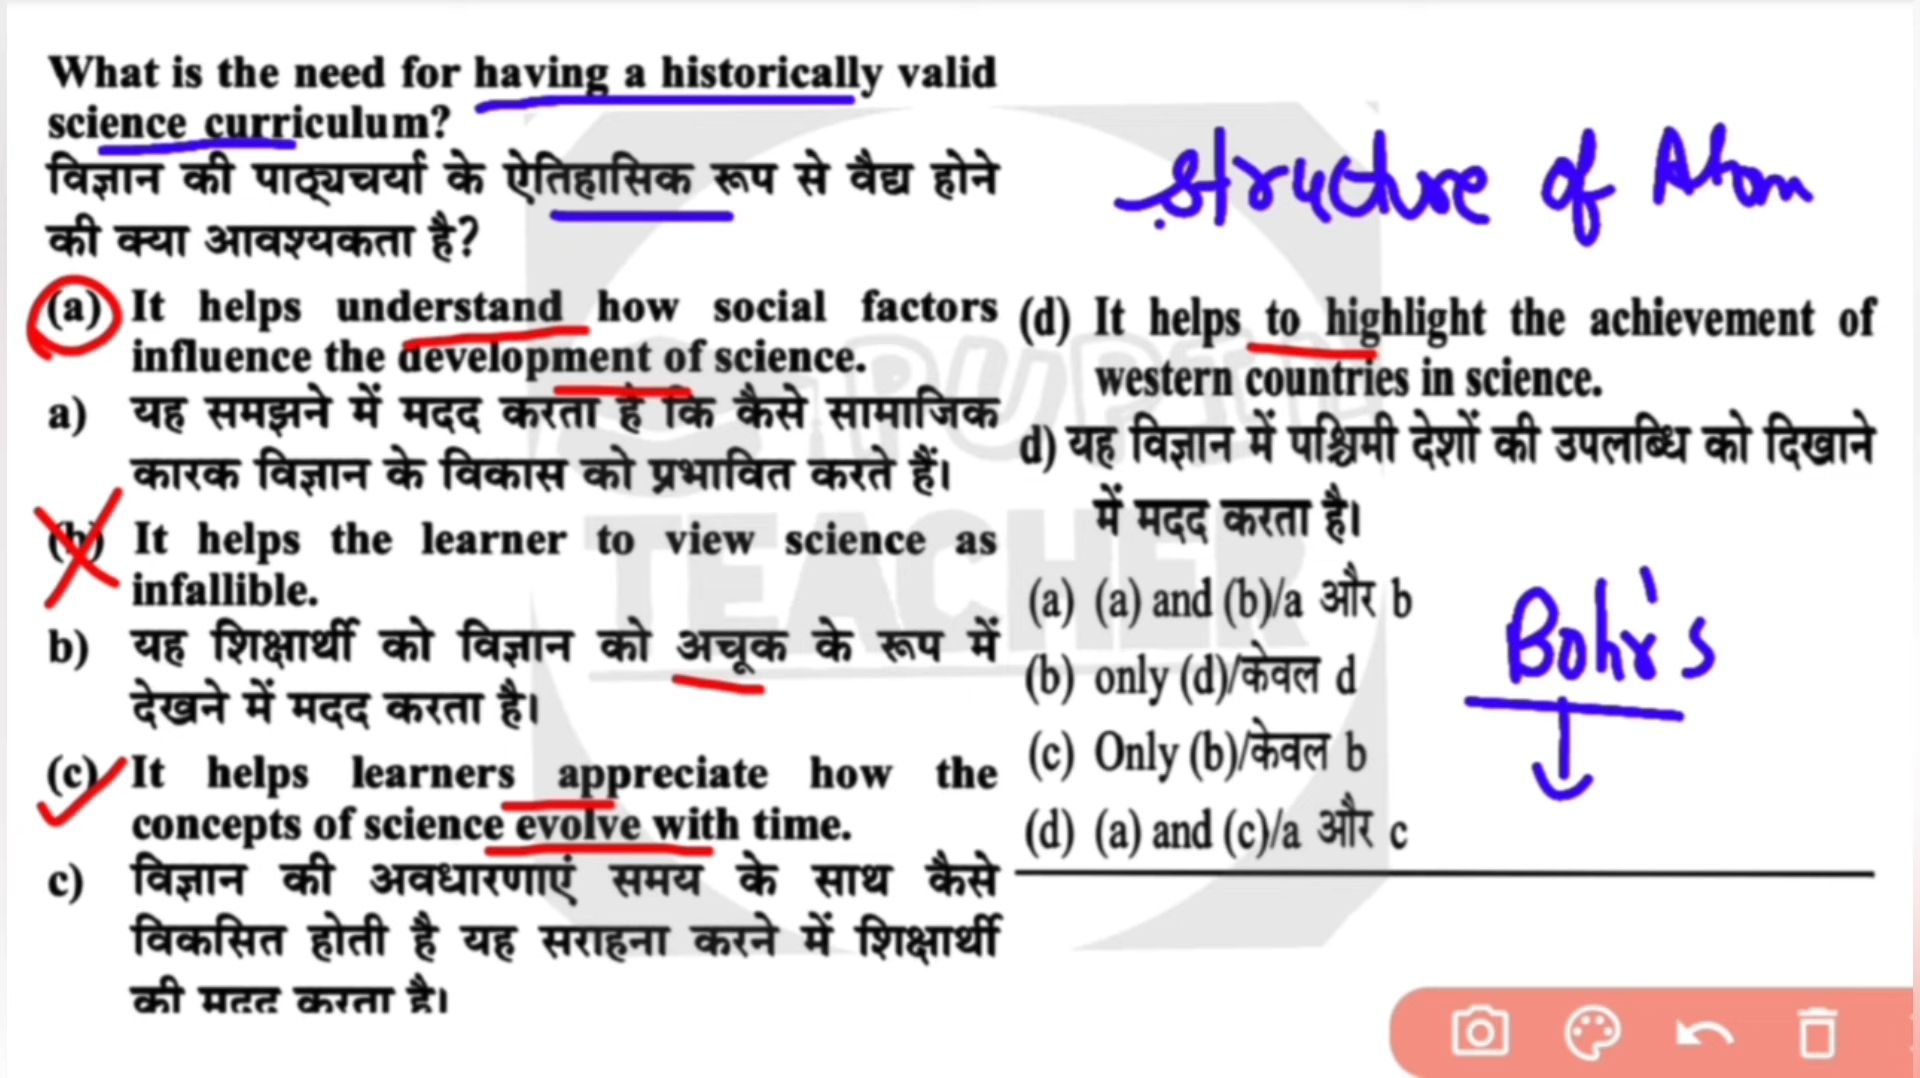 What is the need for having a historically valid
science curriculum?
विज्ञान की पाठ्यचर्या के ऐतिहासिक रूप से वैद्य होने
की क्या आवश्यकता है?
(a) It helps understand how social factors
influence the development of science.
a) यह समझने में मदद करता है कि कैसे सामाजिक
कारक विज्ञान के विकास को प्रभावित करते हैं।
(b) It helps the learner to view science as
infallible.
b) यह शिक्षार्थी को विज्ञान को अचूक के रूप में
देखने में मदद करता है।
(c) It helps learners appreciate how the
concepts of science evolve with time.
c) विज्ञान की अवधारणाएं समय के साथ कैसे
विकसित होती है यह सराहना करने में शिक्षार्थी
की मदद करता है।
Structure of Atom
(d) It helps to highlight the achievement of
western countries in science.
d) यह विज्ञान में पश्चिमी देशों की उपलब्धि को दिखाने
में मदद करता है।
(a) (a) and (b)/a और b
(b) only (d)/केवल d
(c) Only (b)/केवल b
(d) (a) and (c)/a और c
Bohr's
TEACHER